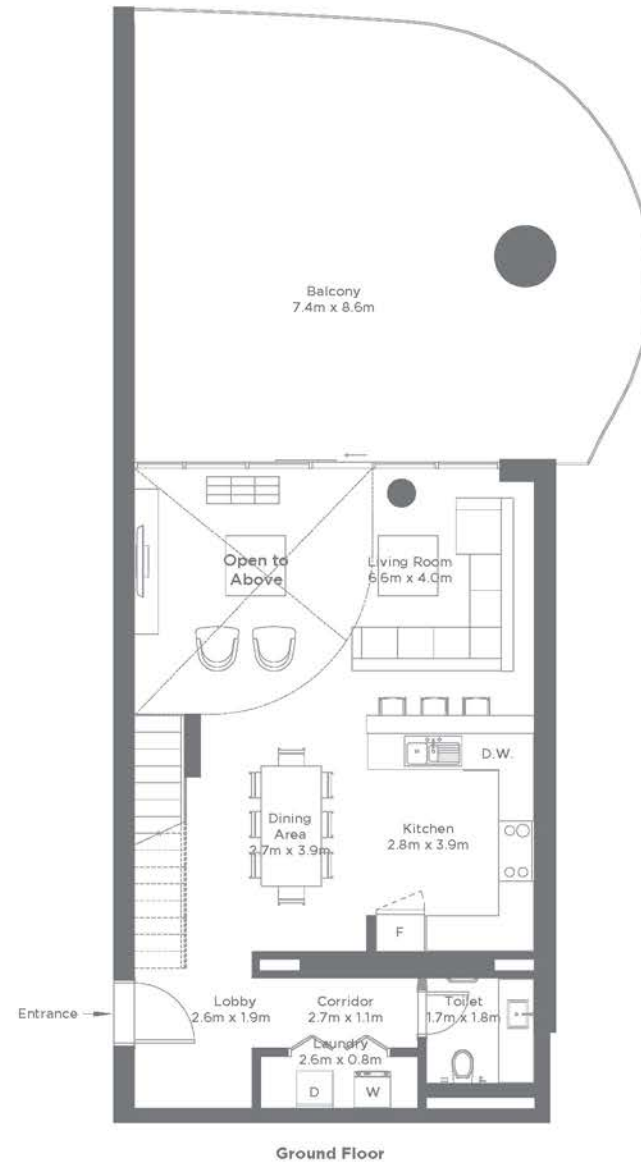 Balcony
7.4m x 8.6m
Open to
Above
Living Room
6.6m x 4.0m
D.W.
Dining
Area
2.7m x 3.9m
Kitchen
2.8m x 3.9m
F
Entrance
Lobby
2.6m x 1.9m
Corridor
2.7m x 1.1m
Toilet
1.7m x 1.8m
Laundry
2.6m x 0.8m
D
W
Ground Floor